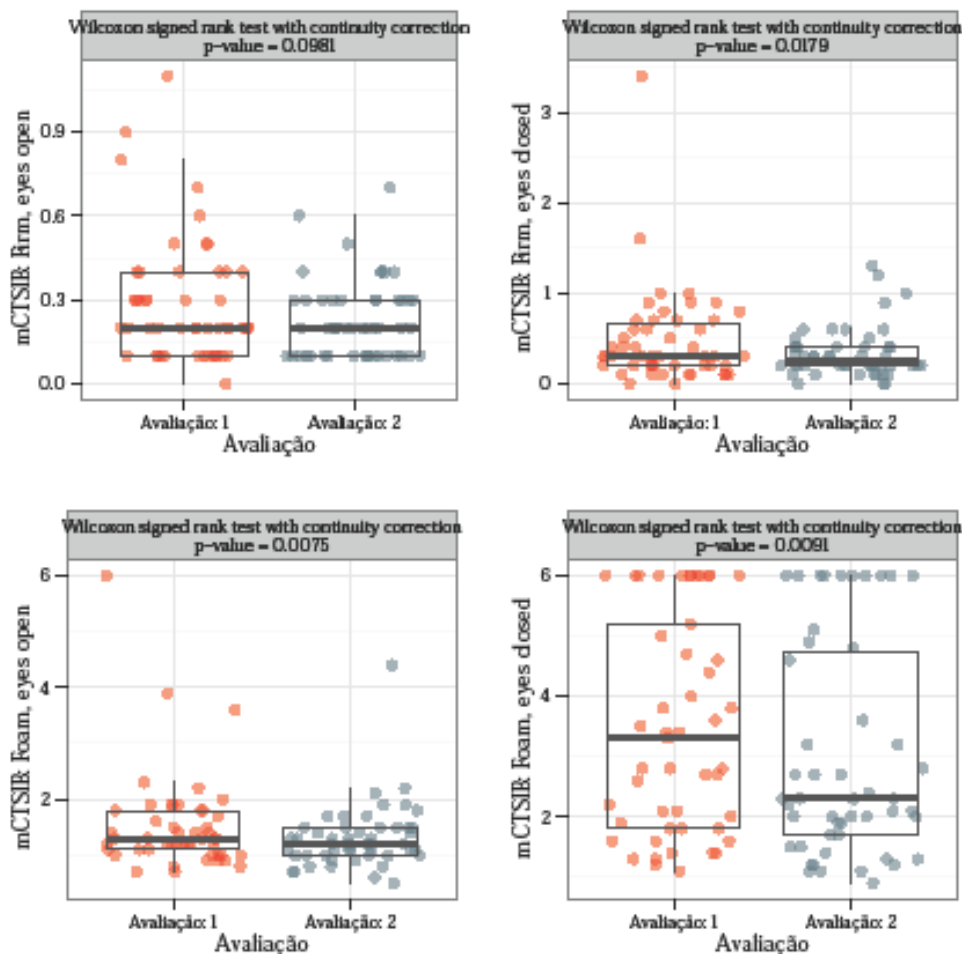 Wilcoxon signed rank test with continuity correction
p-value = 0.0981
mCTSIB: Firm, eyes open
0.9
0.6
0.3
0.0
Avaliação: 1
Avaliação: 2
Avaliação
Wilcoxon signed rank test with continuity correction
p-value = 0.0179
mCTSIB: Firm, eyes closed
3
2
1
0
Avaliação: 1
Avaliação: 2
Avaliação
Wilcoxon signed rank test with continuity correction
p-value = 0.0075
mCTSIB: Foam, eyes open
6
4
2
Avaliação: 1
Avaliação: 2
Avaliação
Wilcoxon signed rank test with continuity correction
p-value = 0.0091
mCTSIB: Foam, eyes closed
6
4
2
Avaliação: 1
Avaliação: 2
Avaliação